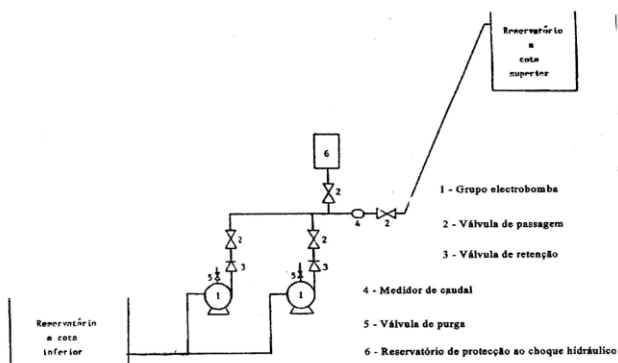 Reservatório
a
cota
superior
6
2
4
2
1 - Grupo electrobomba
2 - Válvula de passagem
3 - Válvula de retenção
2
2
3
3
5
5
1
1
4 - Medidor de caudal
5 - Válvula de purga
6 - Reservatório de protecção ao choque hidráulico
Reservatório
a cota
inferior